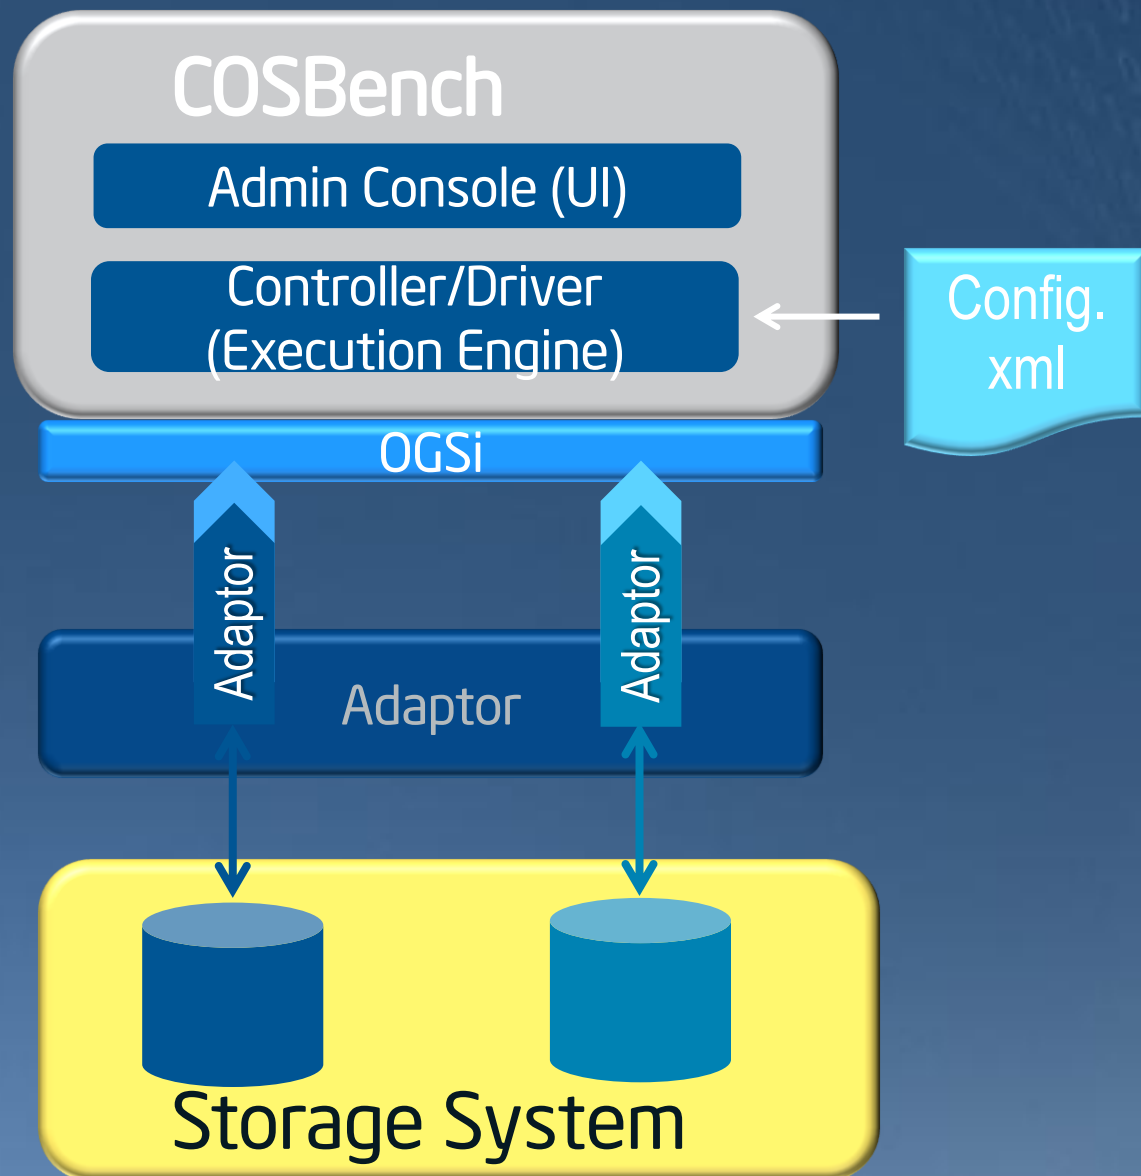 COSBench
Admin Console (UI)
Controller/Driver
(Execution Engine)
Config.
xml
OGSi
Adaptor
Adaptor
Adaptor
Storage System